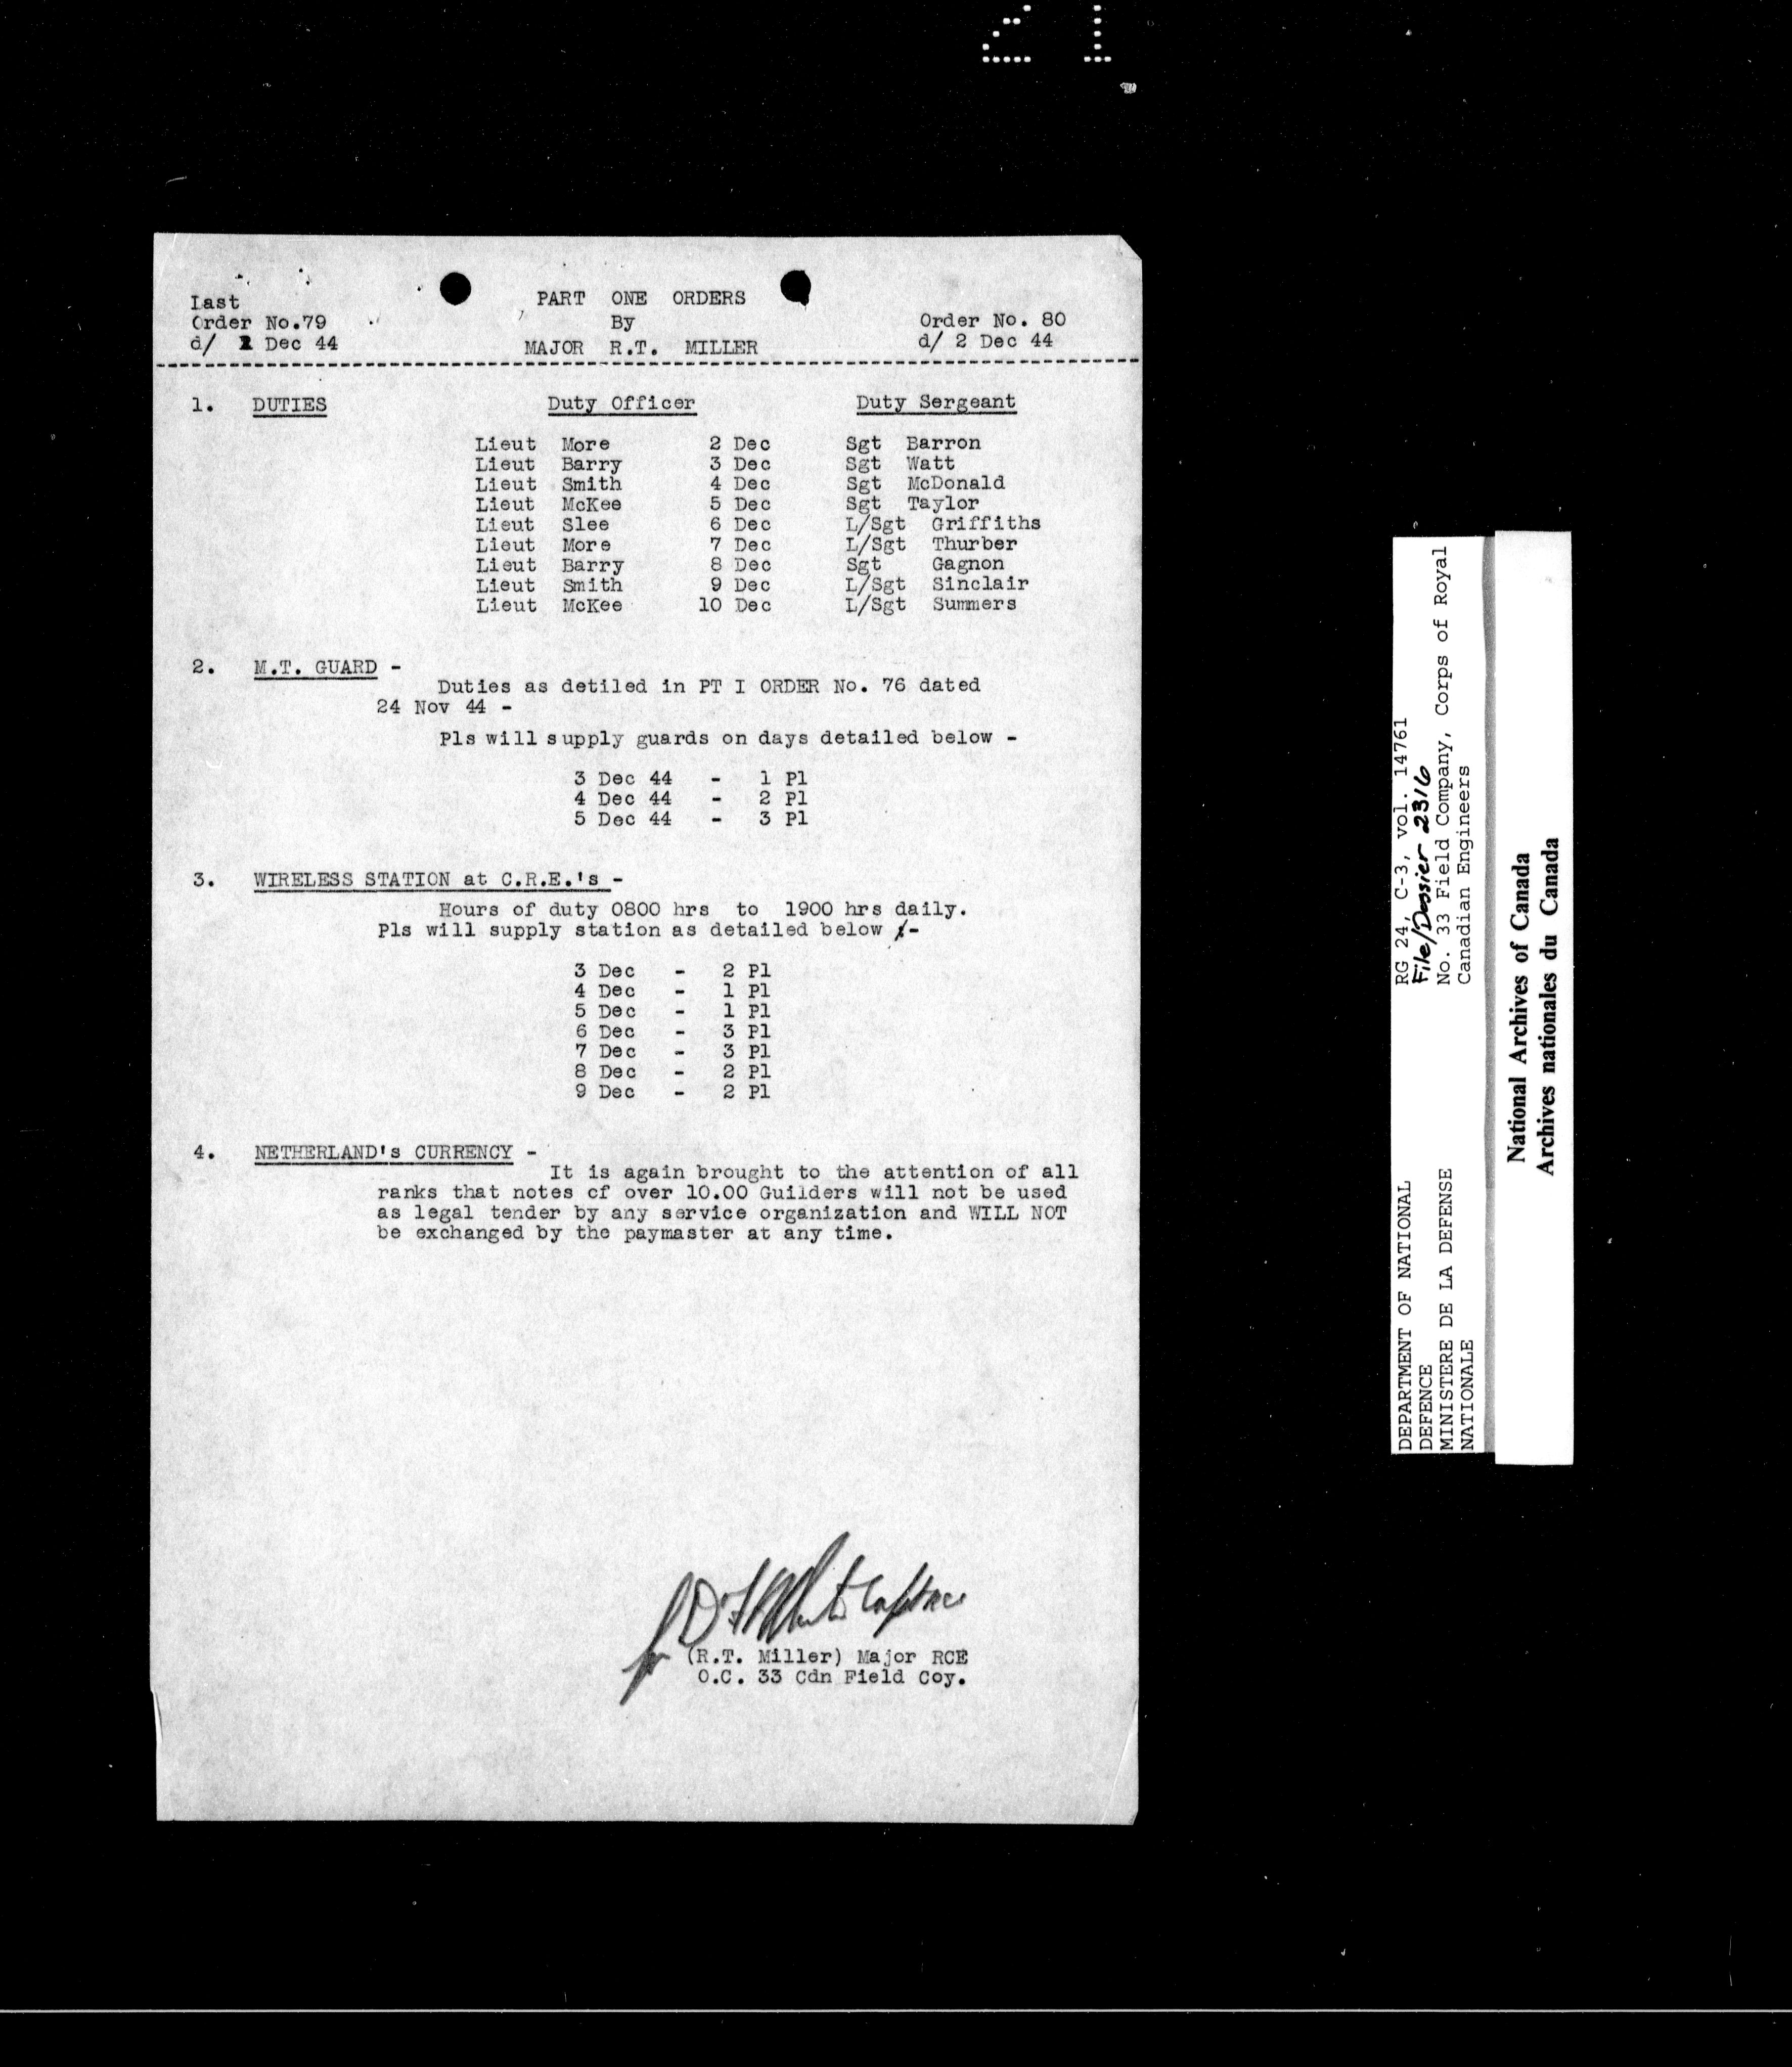 21
Last
Order No.79
d/ 1 Dec 44
PART ONE ORDERS
By
MAJOR R.T. MILLER
Order No. 80
d/ 2 Dec 44
1. DUTIES Duty Officer Duty Sergeant
Lieut More 2 Dec Sgt Barron
Lieut Barry 3 Dec Sgt Watt
Lieut Smith 4 Dec Sgt McDonald
Lieut McKee 5 Dec Sgt Taylor
Lieut Slee 6 Dec L/Sgt Griffiths
Lieut More 7 Dec L/Sgt Thurber
Lieut Barry 8 Dec Sgt Gagnon
Lieut Smith 9 Dec L/Sgt Sinclair
Lieut McKee 10 Dec L/Sgt Summers
2. M.T. GUARD -
Duties as detiled in PT I ORDER No. 76 dated
24 Nov 44 -
Pls will supply guards on days detailed below -
3 Dec 44 - 1 Pl
4 Dec 44 - 2 Pl
5 Dec 44 - 3 Pl
3. WIRELESS STATION at C.R.E.'s -
Hours of duty 0800 hrs to 1900 hrs daily.
Pls will supply station as detailed below -
3 Dec - 2 Pl
4 Dec - 1 Pl
5 Dec - 1 Pl
6 Dec - 3 Pl
7 Dec - 3 Pl
8 Dec - 2 Pl
9 Dec - 2 Pl
4. NETHERLAND's CURRENCY -
It is again brought to the attention of all
ranks that notes of over 10.00 Guilders will not be used
as legal tender by any service organization and WILL NOT
be exchanged by the paymaster at any time.
for
(R.T. Miller) Major RCE
O.C. 33 Cdn Field Coy.
DEPARTMENT OF NATIONAL
DEFENCE
MINISTERE DE LA DEFENSE
NATIONALE
RG 24, C-3, vol. 14761
File/Dossier 2316
No. 33 Field Company, Corps of Royal
Canadian Engineers
National Archives of Canada
Archives nationales du Canada